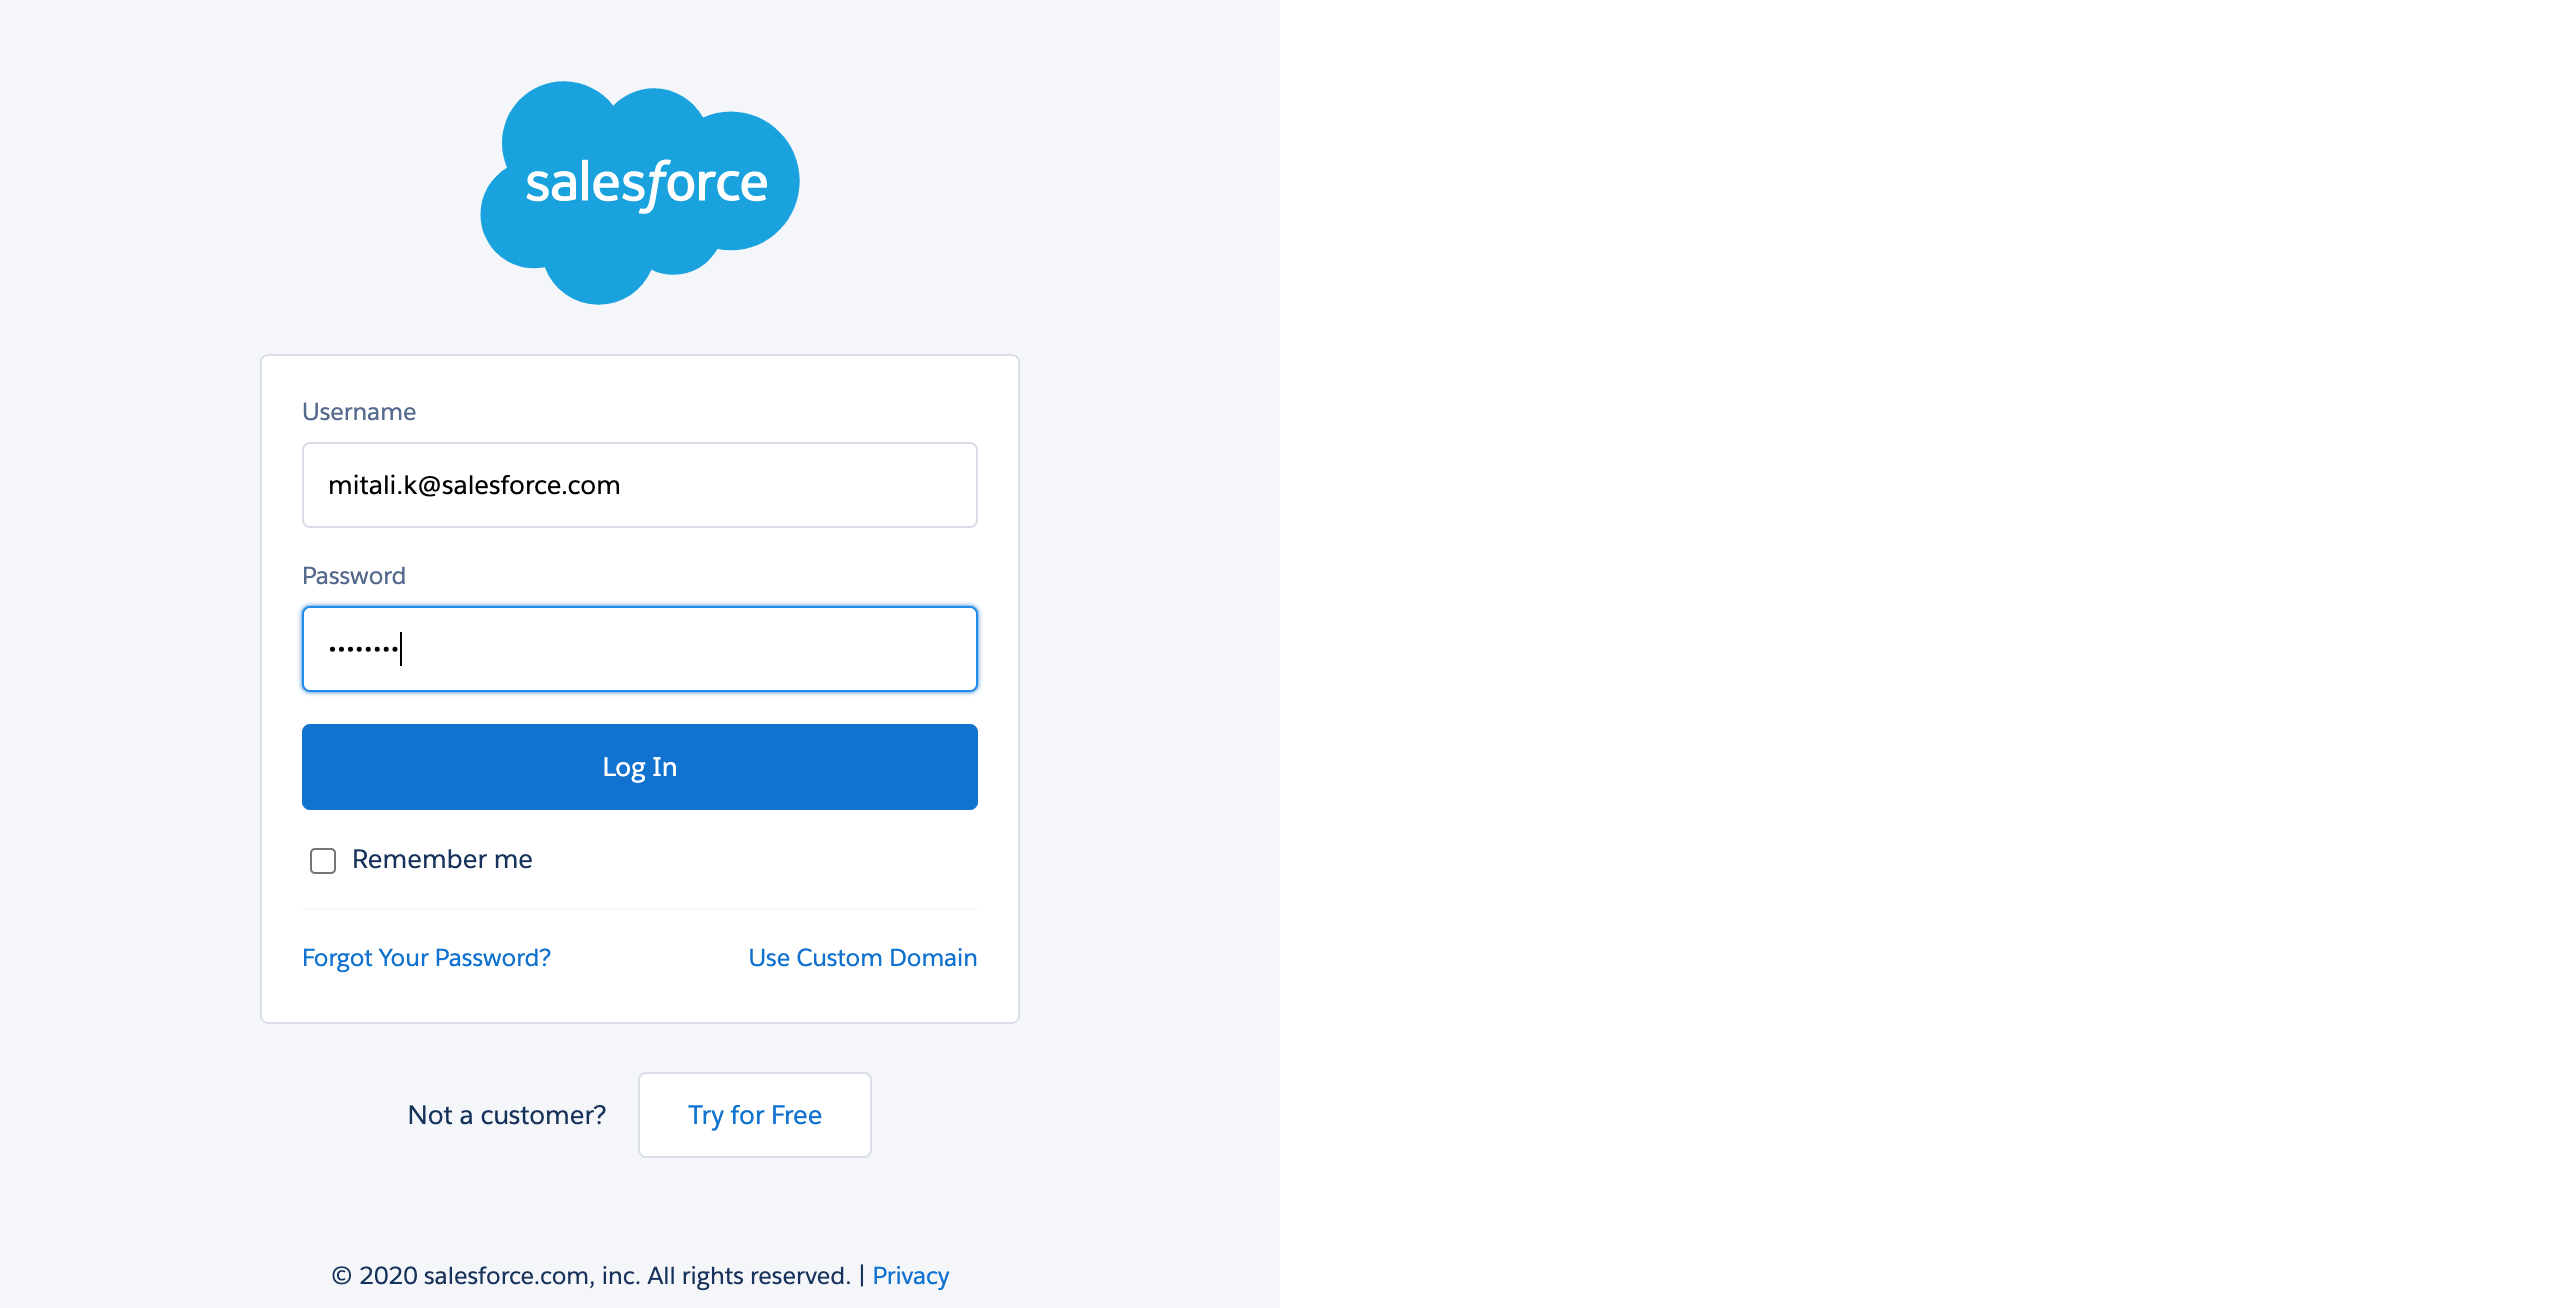 salesforce
Username
mitali.k@salesforce.com
Password
••••••••
Log In
Remember me
Forgot Your Password?
Use Custom Domain
Not a customer?
Try for Free
© 2020 salesforce.com, inc. All rights reserved. | Privacy